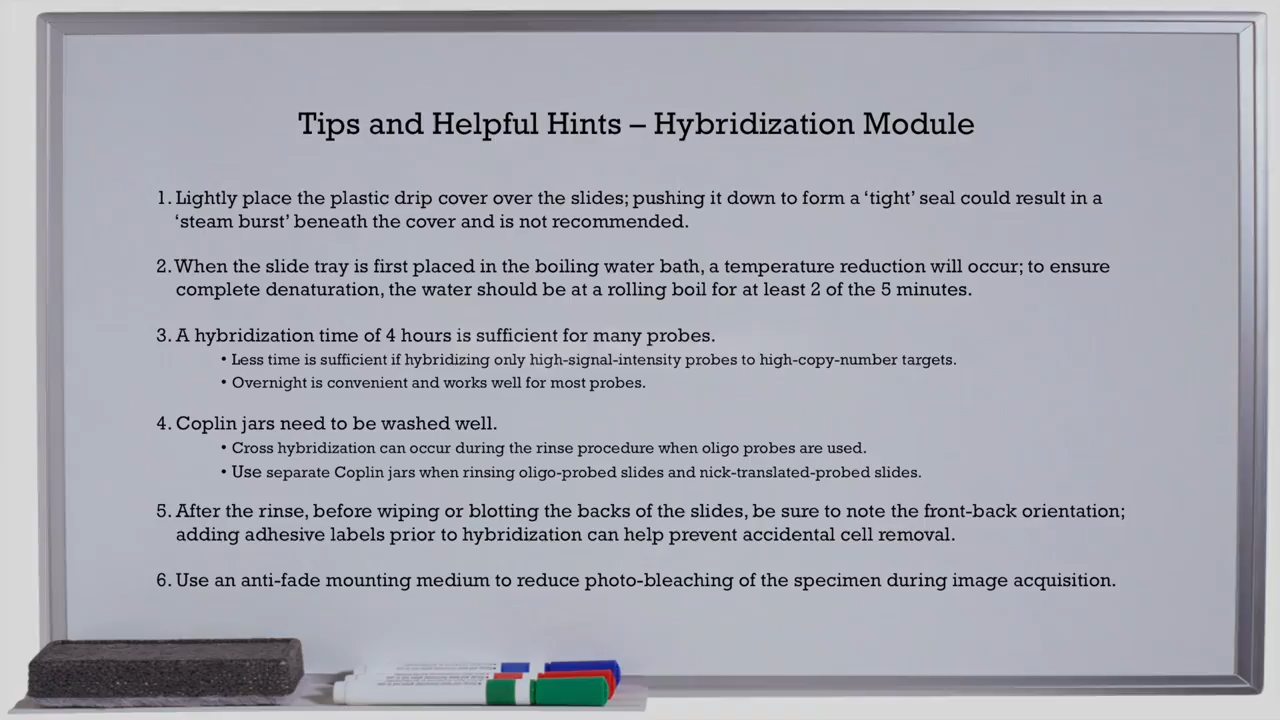 Tips and Helpful Hints – Hybridization Module
1. Lightly place the plastic drip cover over the slides; pushing it down to form a ‘tight’ seal could result in a
‘steam burst’ beneath the cover and is not recommended.
2. When the slide tray is first placed in the boiling water bath, a temperature reduction will occur; to ensure
complete denaturation, the water should be at a rolling boil for at least 2 of the 5 minutes.
3. A hybridization time of 4 hours is sufficient for many probes.
• Less time is sufficient if hybridizing only high-signal-intensity probes to high-copy-number targets.
• Overnight is convenient and works well for most probes.
4. Coplin jars need to be washed well.
• Cross hybridization can occur during the rinse procedure when oligo probes are used.
• Use separate Coplin jars when rinsing oligo-probed slides and nick-translated-probed slides.
5. After the rinse, before wiping or blotting the backs of the slides, be sure to note the front-back orientation;
adding adhesive labels prior to hybridization can help prevent accidental cell removal.
6. Use an anti-fade mounting medium to reduce photo-bleaching of the specimen during image acquisition.